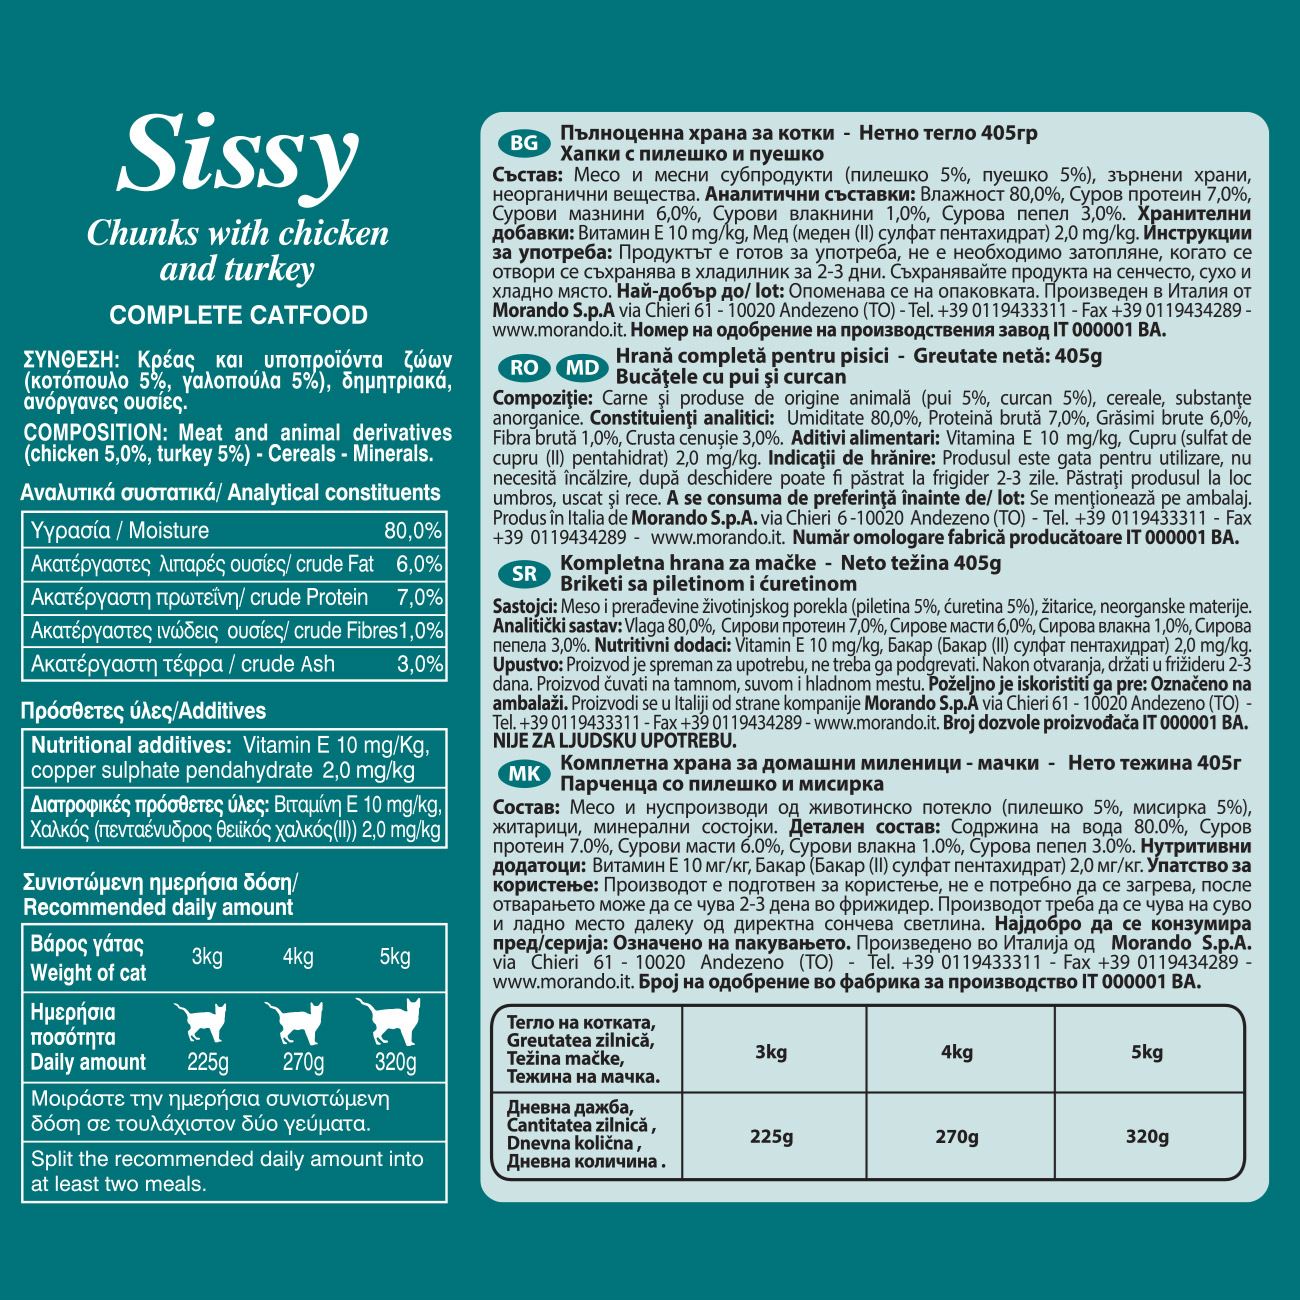 Sissy
Chunks with chicken
and turkey
COMPLETE CATFOOD
ΣΥΝΘΕΣΗ: Κρέας και υποπροϊόντα ζώων
(κοτόπουλο 5%, γαλοπούλα 5%), δημητριακά,
ανόργανες ουσίες.
COMPOSITION: Meat and animal derivatives
(chicken 5,0%, turkey 5%) - Cereals - Minerals.
Αναλυτικά συστατικά/ Analytical constituents
Υγρασία / Moisture 80,0%
Ακατέργαστες λιπαρές ουσίες/ crude Fat 6,0%
Ακατέργαστη πρωτεΐνη/ crude Protein 7,0%
Ακατέργαστες ινώδεις ουσίες/ crude Fibres 1,0%
Ακατέργαστη τέφρα / crude Ash 3,0%
Πρόσθετες ύλες/Additives
Nutritional additives: Vitamin E 10 mg/Kg,
copper sulphate pendahydrate 2,0 mg/kg
Διατροφικές πρόσθετες ύλες: Βιταμίνη Ε 10 mg/kg,
Χαλκός (πενταένυδρος θειϊκός χαλκός(II)) 2,0 mg/kg
Συνιστώμενη ημερήσια δόση/
Recommended daily amount
Βάρος γάτας
Weight of cat
3kg 4kg 5kg
Ημερήσια
ποσότητα
Daily amount 225g 270g 320g
Μοιράστε την ημερήσια συνιστώμενη
δόση σε τουλάχιστον δύο γεύματα.
Split the recommended daily amount into
at least two meals.
BG Пълноценна храна за котки - Нетно тегло 405гр
Хапки с пилешко и пуешко
Състав: Месо и месни субпродукти (пилешко 5%, пуешко 5%), зърнени храни,
неорганични вещества. Аналитични съставки: Влажност 80,0%, Суров протеин 7,0%,
Сурови мазнини 6,0%, Сурови влакнини 1,0%, Сурова пепел 3,0%. Хранителни
добавки: Витамин Е 10 mg/kg, Мед (меден (II) сулфат пентахидрат) 2,0 mg/kg. Инструкции
за употреба: Продуктът е готов за употреба, не е необходимо затопляне, когато се
отвори се съхранява в хладилник за 2-3 дни. Съхранявайте продукта на сенчесто, сухо и
хладно място. Най-добър до/ lot: Опоменава се на опаковката. Произведен в Италия от
Morando S.p.A via Chieri 61 - 10020 Andezeno (TO) - Tel. +39 0119433311 - Fax +39 0119434289 -
www.morando.it. Номер на одобрение на производствения завод IT 000001 BA.
RO MD Hrană completă pentru pisici - Greutate netă: 405g
Bucăţele cu pui şi curcan
Compoziţie: Carne şi produse de origine animală (pui 5%, curcan 5%), cereale, substanţe
anorganice. Constituienţi analitici: Umiditate 80,0%, Proteină brută 7,0%, Grăsimi brute 6,0%,
Fibra brută 1,0%, Crusta cenușie 3,0%. Aditivi alimentari: Vitamina E 10 mg/kg, Cupru (sulfat de
cupru (II) pentahidrat) 2,0 mg/kg. Indicaţii de hrănire: Produsul este gata pentru utilizare, nu
necesită încălzire, după deschidere poate fi păstrat la frigider 2-3 zile. Păstraţi produsul la loc
umbros, uscat şi rece. A se consuma de preferinţă înainte de/ lot: Se menţionează pe ambalaj.
Produs în Italia de Morando S.p.A. via Chieri 6 -10020 Andezeno (TO) - Tel. +39 0119433311 - Fax
+39 0119434289 - www.morando.it. Număr omologare fabrică producătoare IT 000001 BA.
SR Kompletna hrana za mačke - Neto težina 405g
Briketi sa piletinom i ćuretinom
Sastojci: Meso i prerađevine životinjskog porekla (piletina 5%, ćuretina 5%), žitarice, neorganske materije.
Analitički sastav: Vlaga 80,0%, Сирови протеин 7,0%, Сирове масти 6,0%, Сирова влакна 1,0%, Сирова
пепела 3,0%. Nutritivni dodaci: Vitamin E 10 mg/kg, Бакар (Бакар (II) сулфат пентахидрат) 2,0 mg/kg.
Upustvo: Proizvod je spreman za upotrebu, ne treba ga podgrevati. Nakon otvaranja, držati u frižideru 2-3
dana. Proizvod čuvati na tamnom, suvom i hladnom mestu. Poželjno je iskoristiti ga pre: Označeno na
ambalaži. Proizvodi se u Italiji od strane kompanije Morando S.p.A via Chieri 61 - 10020 Andezeno (TO) -
Tel. +39 0119433311 - Fax +39 0119434289 - www.morando.it. Broj dozvole proizvođača IT 000001 BA.
NIJE ZA LJUDSKU UPOTREBU.
MK Комплетна храна за домашни миленици - мачки - Нето тежина 405г
Парченца со пилешко и мисирка
Состав: Месо и нуспроизводи од животинско потекло (пилешко 5%, мисирка 5%),
житарици, минерални состојки. Детален состав: Содржина на вода 80.0%, Суров
протеин 7.0%, Сурови масти 6.0%, Сурови влакна 1.0%, Сурова пепел 3.0%. Нутритивни
додатоци: Витамин Е 10 мг/кг, Бакар (Бакар (II) сулфат пентахидрат) 2,0 мг/кг. Упатство за
користење: Производот е подготвен за користење, не е потребно да се загрева, после
отварањето може да се чува 2-3 дена во фрижидер. Производот треба да се чува на суво
и ладно место далеку од директна сончева светлина. Најдобро да се конзумира
пред/серија: Означено на пакувањето. Произведено во Италија од Morando S.p.A.
via Chieri 61 - 10020 Andezeno (TO) - Tel. +39 0119433311 - Fax +39 0119434289 -
www.morando.it. Број на одобрение во фабрика за производство IT 000001 BA.
Тегло на котката,
Greutatea zilnică,
Težina mačke,
Тежина на мачка.
3kg 4kg 5kg
Дневна дажба,
Cantitatea zilnică ,
Dnevna količna ,
Дневна количина .
225g 270g 320g